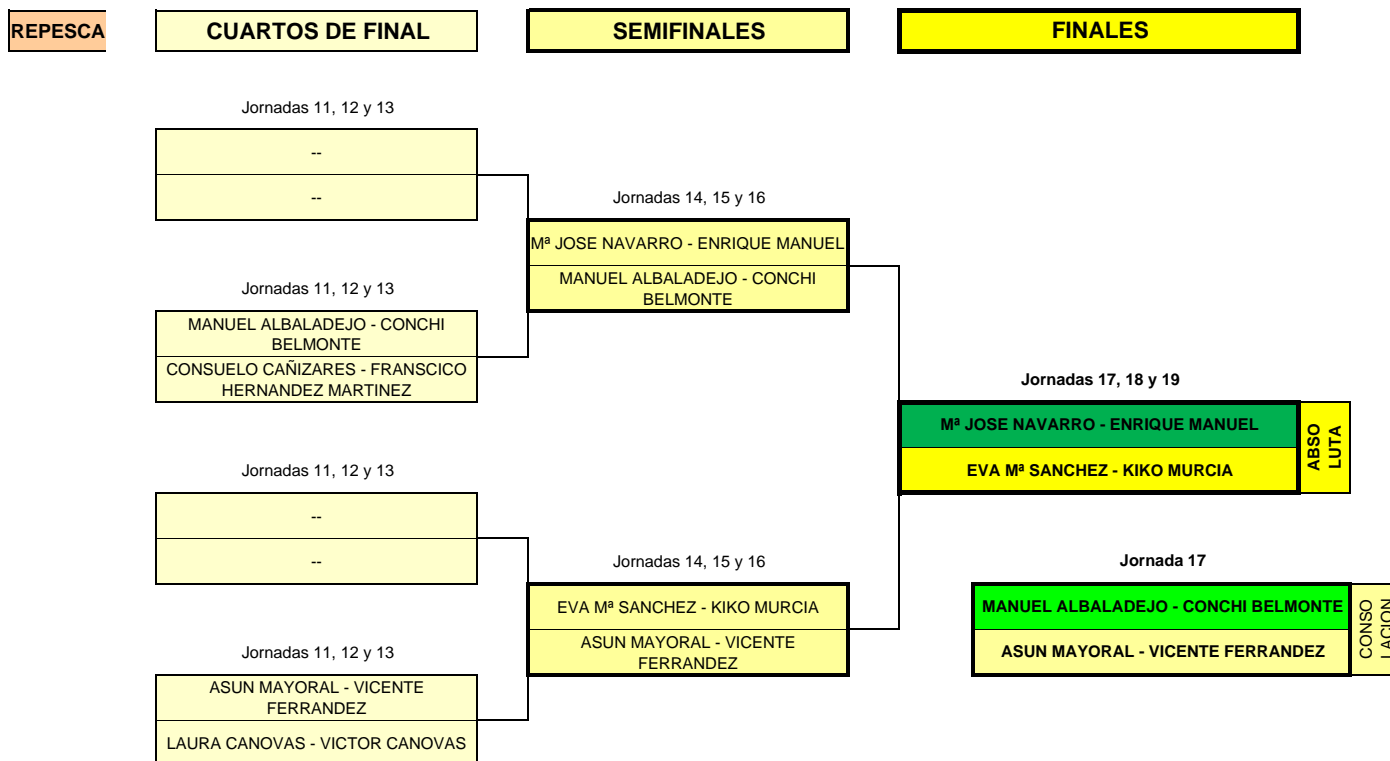 REPESCA
CUARTOS DE FINAL
SEMIFINALES
FINALES
Jornadas 11, 12 y 13
--
--
Jornadas 14, 15 y 16
Mª JOSE NAVARRO - ENRIQUE MANUEL
MANUEL ALBALADEJO - CONCHI
BELMONTE
Jornadas 11, 12 y 13
MANUEL ALBALADEJO - CONCHI
BELMONTE
CONSUELO CAÑIZARES - FRANSCICO
HERNANDEZ MARTINEZ
Jornadas 17, 18 y 19
Mª JOSE NAVARRO - ENRIQUE MANUEL
EVA Mª SANCHEZ - KIKO MURCIA
ABSO
LUTA
Jornadas 11, 12 y 13
--
--
Jornadas 14, 15 y 16
EVA Mª SANCHEZ - KIKO MURCIA
ASUN MAYORAL - VICENTE
FERRANDEZ
Jornada 17
MANUEL ALBALADEJO - CONCHI BELMONTE
ASUN MAYORAL - VICENTE FERRANDEZ
CONSO
LACION
Jornadas 11, 12 y 13
ASUN MAYORAL - VICENTE
FERRANDEZ
LAURA CANOVAS - VICTOR CANOVAS